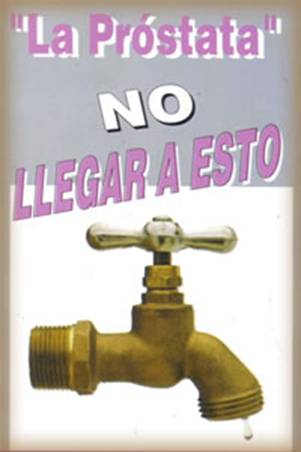 "La Próstata"
NO
LLEGAR A ESTO